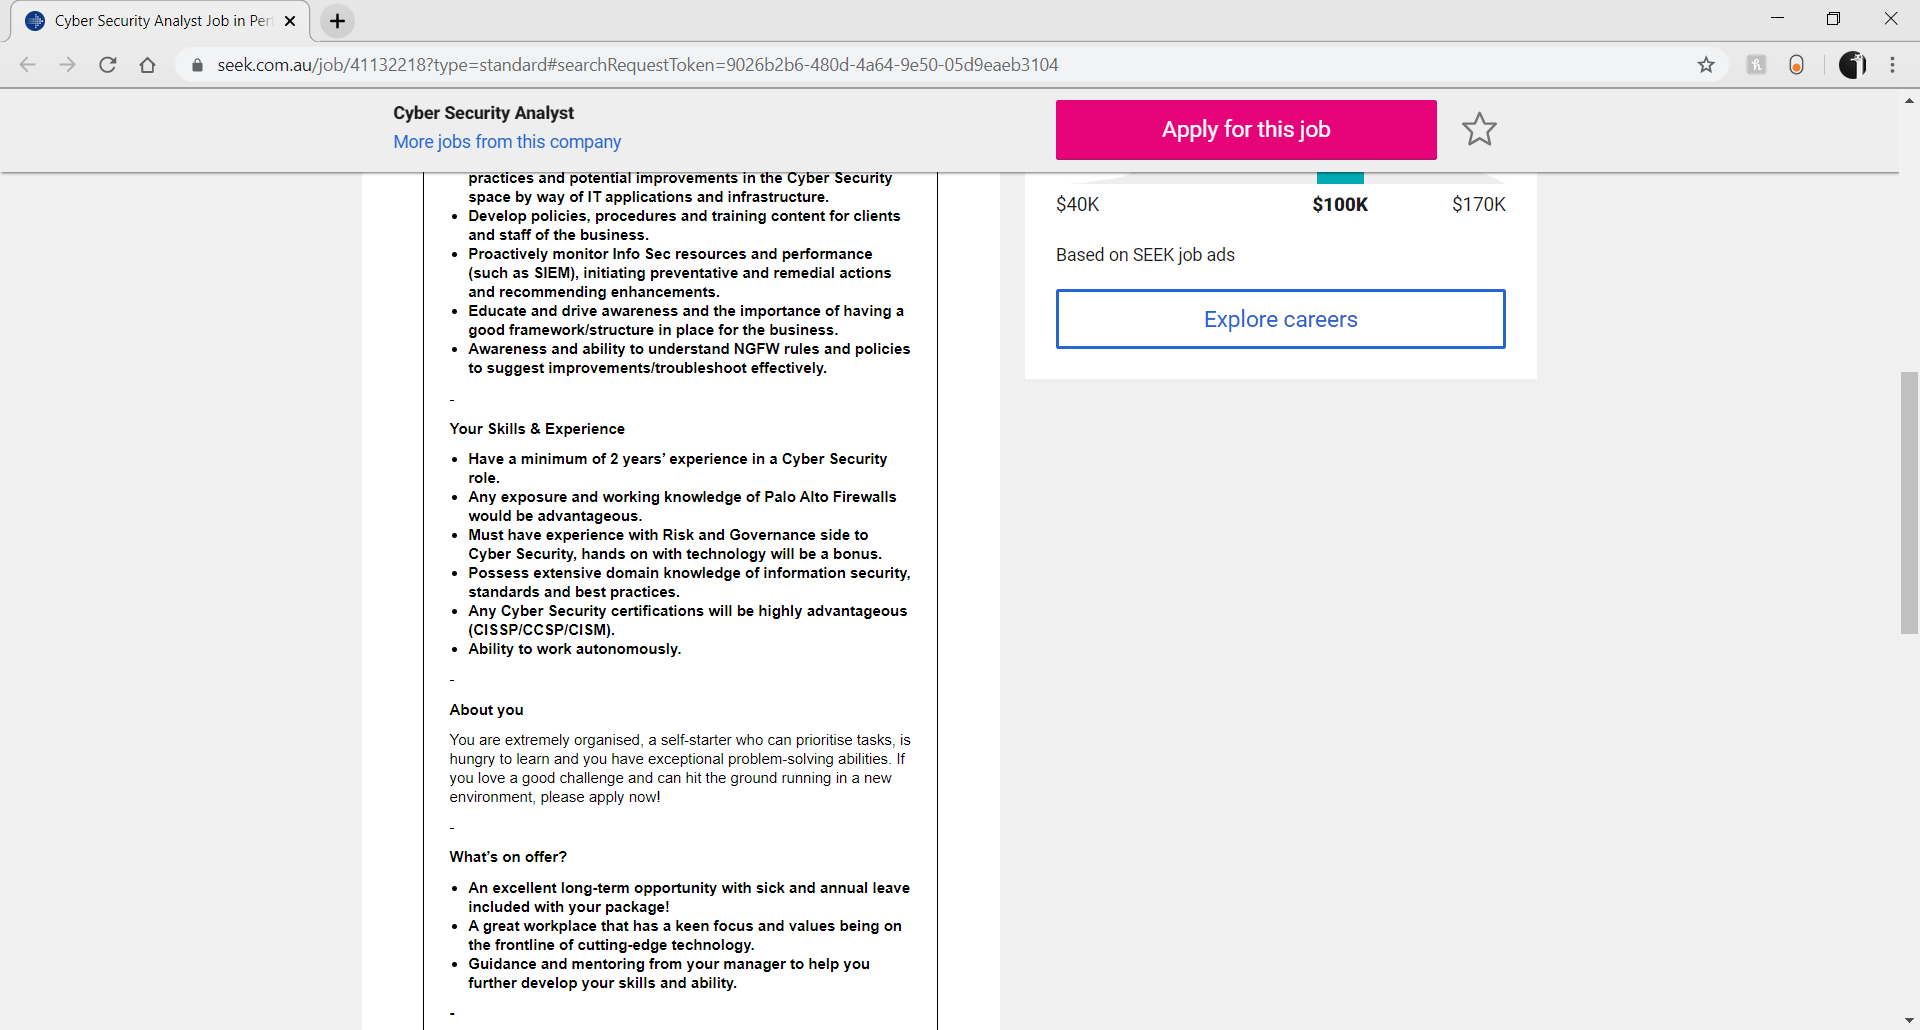 Cyber Security Analyst Job in Per
seek.com.au/job/41132218?type=standard#searchRequestToken=9026b2b6-480d-4a64-9e50-05d9eaeb3104
Cyber Security Analyst
More jobs from this company
Apply for this job
practices and potential improvements in the Cyber Security
space by way of IT applications and infrastructure.
• Develop policies, procedures and training content for clients
and staff of the business.
• Proactively monitor Info Sec resources and performance
(such as SIEM), initiating preventative and remedial actions
and recommending enhancements.
• Educate and drive awareness and the importance of having a
good framework/structure in place for the business.
• Awareness and ability to understand NGFW rules and policies
to suggest improvements/troubleshoot effectively.
-
Your Skills & Experience
• Have a minimum of 2 years’ experience in a Cyber Security
role.
• Any exposure and working knowledge of Palo Alto Firewalls
would be advantageous.
• Must have experience with Risk and Governance side to
Cyber Security, hands on with technology will be a bonus.
• Possess extensive domain knowledge of information security,
standards and best practices.
• Any Cyber Security certifications will be highly advantageous
(CISSP/CCSP/CISM).
• Ability to work autonomously.
-
About you
You are extremely organised, a self-starter who can prioritise tasks, is
hungry to learn and you have exceptional problem-solving abilities. If
you love a good challenge and can hit the ground running in a new
environment, please apply now!
-
What’s on offer?
• An excellent long-term opportunity with sick and annual leave
included with your package!
• A great workplace that has a keen focus and values being on
the frontline of cutting-edge technology.
• Guidance and mentoring from your manager to help you
further develop your skills and ability.
-
$40K $100K $170K
Based on SEEK job ads
Explore careers